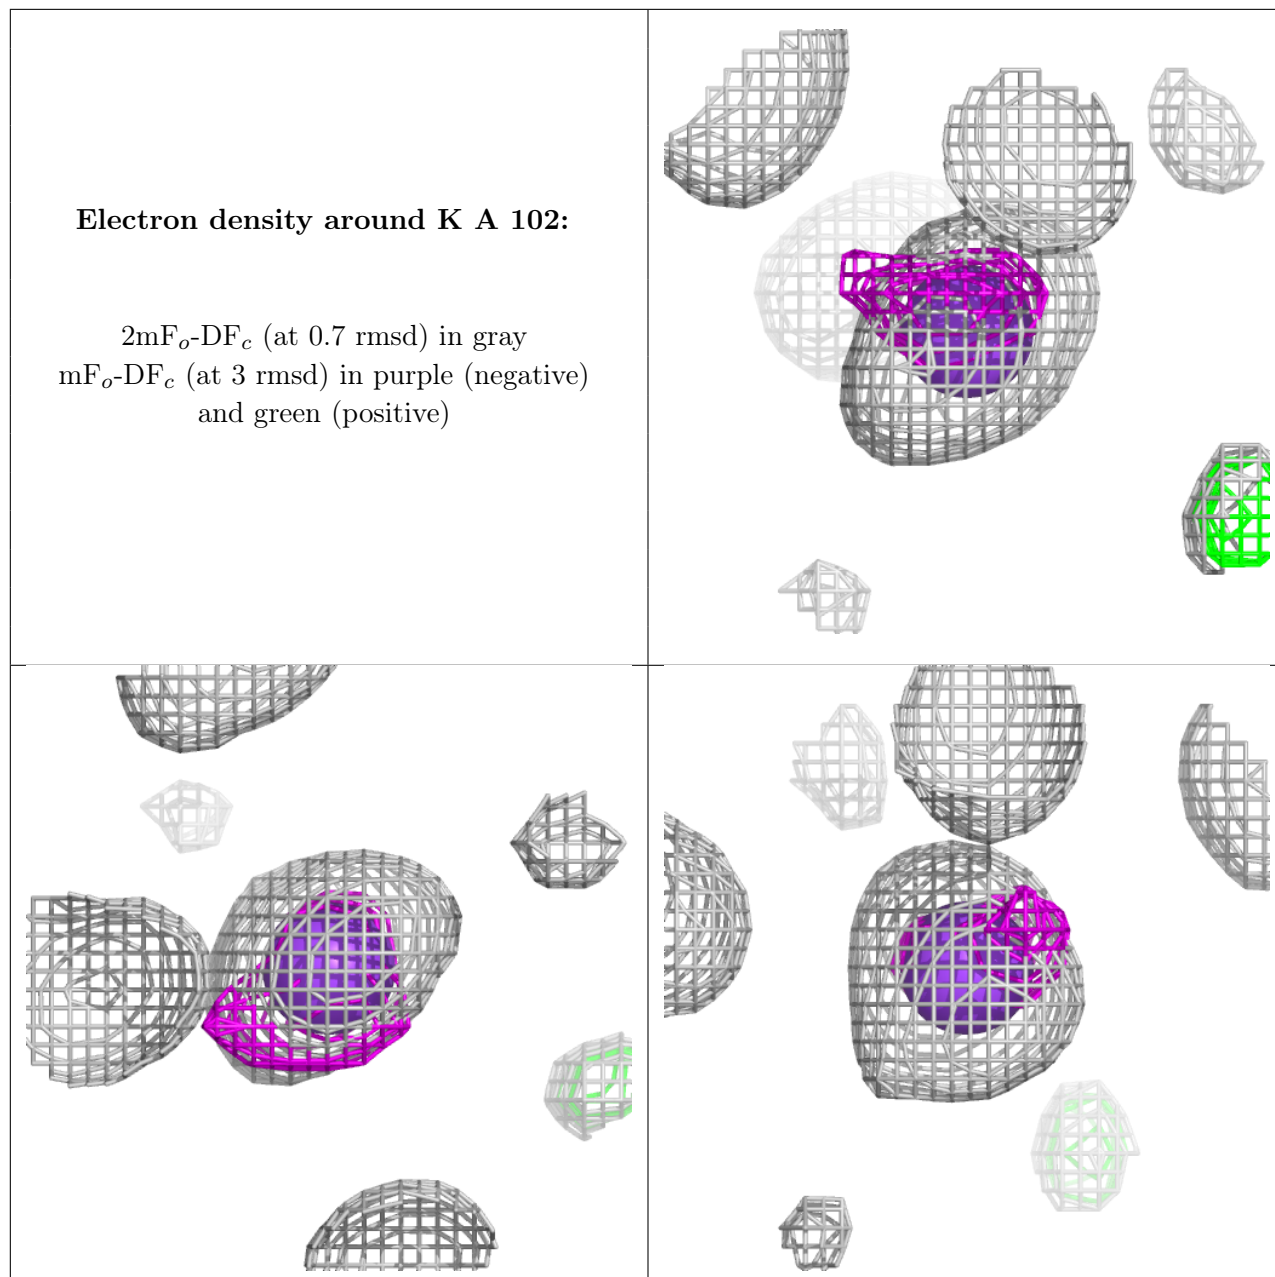 Electron density around K A 102:
2mFo-DFc (at 0.7 rmsd) in gray
mFo-DFc (at 3 rmsd) in purple (negative)
and green (positive)